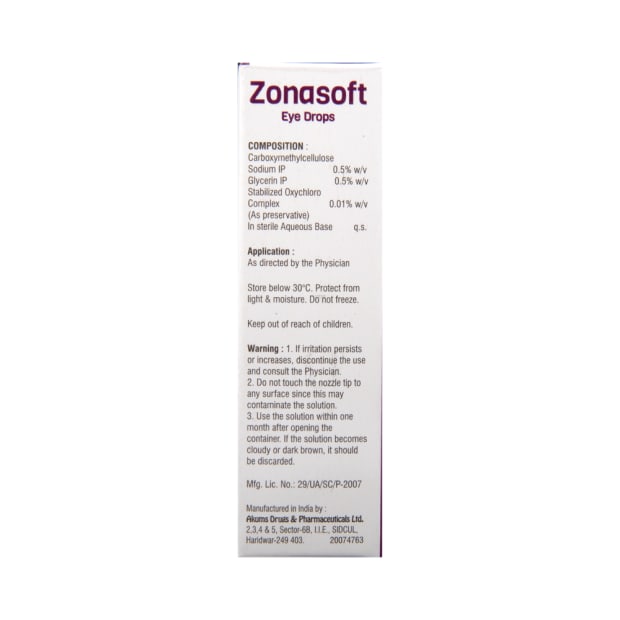 Zonasoft
Eye Drops
COMPOSITION :
Carboxymethylcellulose
Sodium IP 0.5% w/v
Glycerin IP 0.5% w/v
Stabilized Oxychloro
Complex 0.01% w/v
(As preservative)
In sterile Aqueous Base q.s.
Application :
As directed by the Physician
Store below 30°C. Protect from
light & moisture. Do not freeze.
Keep out of reach of children.
Warning : 1. If irritation persists
or increases, discontinue the use
and consult the Physician.
2. Do not touch the nozzle tip to
any surface since this may
contaminate the solution.
3. Use the solution within one
month after opening the
container. If the solution becomes
cloudy or dark brown, it should
be discarded.
Mfg. Lic. No.: 29/UA/SC/P-2007
Manufactured in India by :
Akums Drugs & Pharmaceuticals Ltd.
2,3,4 & 5, Sector-6B, I.I.E., SIDCUL,
Haridwar-249 403. 20074763